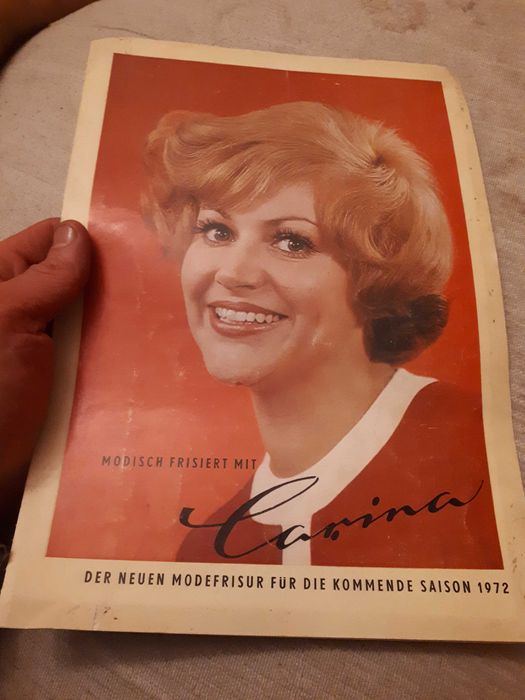 MODISCH FRISIERT MIT
Carina
DER NEUEN MODEFRISUR FÜR DIE KOMMENDE SAISON 1972